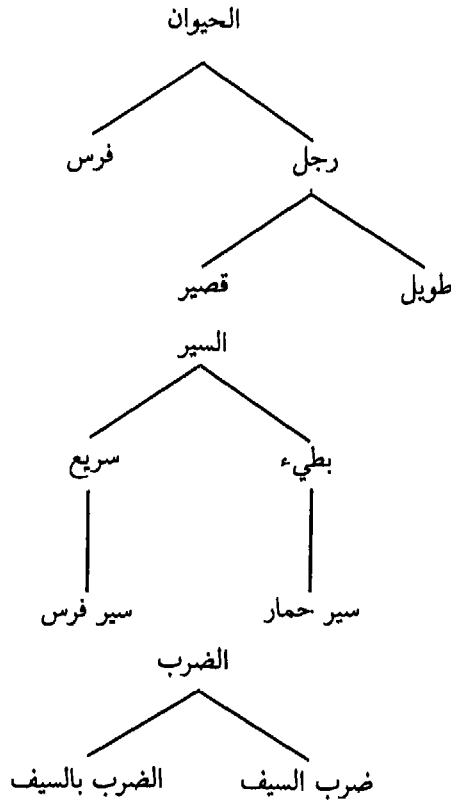 الحيوان
رجل فرس
طويل قصير
السير
بطيء سريع
سير حمار سير فرس
الضرب
ضرب السيف الضرب بالسيف